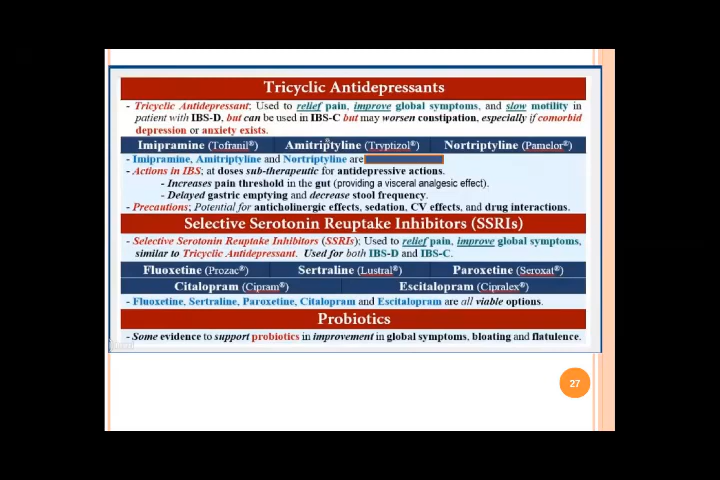 Tricyclic Antidepressants
- Tricyclic Antidepressant; Used to relief pain, improve global symptoms, and slow motility in
patient with IBS-D, but can be used in IBS-C but may worsen constipation, especially if comorbid
depression or anxiety exists.
Imipramine (Tofranil®) Amitriptyline (Tryptizol®) Nortriptyline (Pamelor®)
- Imipramine, Amitriptyline and Nortriptyline are
- Actions in IBS; at doses sub-therapeutic for antidepressive actions.
- Increases pain threshold in the gut (providing a visceral analgesic effect).
- Delayed gastric emptying and decrease stool frequency.
- Precautions; Potential for anticholinergic effects, sedation, CV effects, and drug interactions.
Selective Serotonin Reuptake Inhibitors (SSRIs)
- Selective Serotonin Reuptake Inhibitors (SSRIs); Used to relief pain, improve global symptoms,
similar to Tricyclic Antidepressant. Used for both IBS-D and IBS-C.
Fluoxetine (Prozac®) Sertraline (Lustral®) Paroxetine (Seroxat®)
Citalopram (Cipram®) Escitalopram (Cipralex®)
- Fluoxetine, Sertraline, Paroxetine, Citalopram and Escitalopram are all viable options.
Probiotics
- Some evidence to support probiotics in improvement in global symptoms, bloating and flatulence.
27